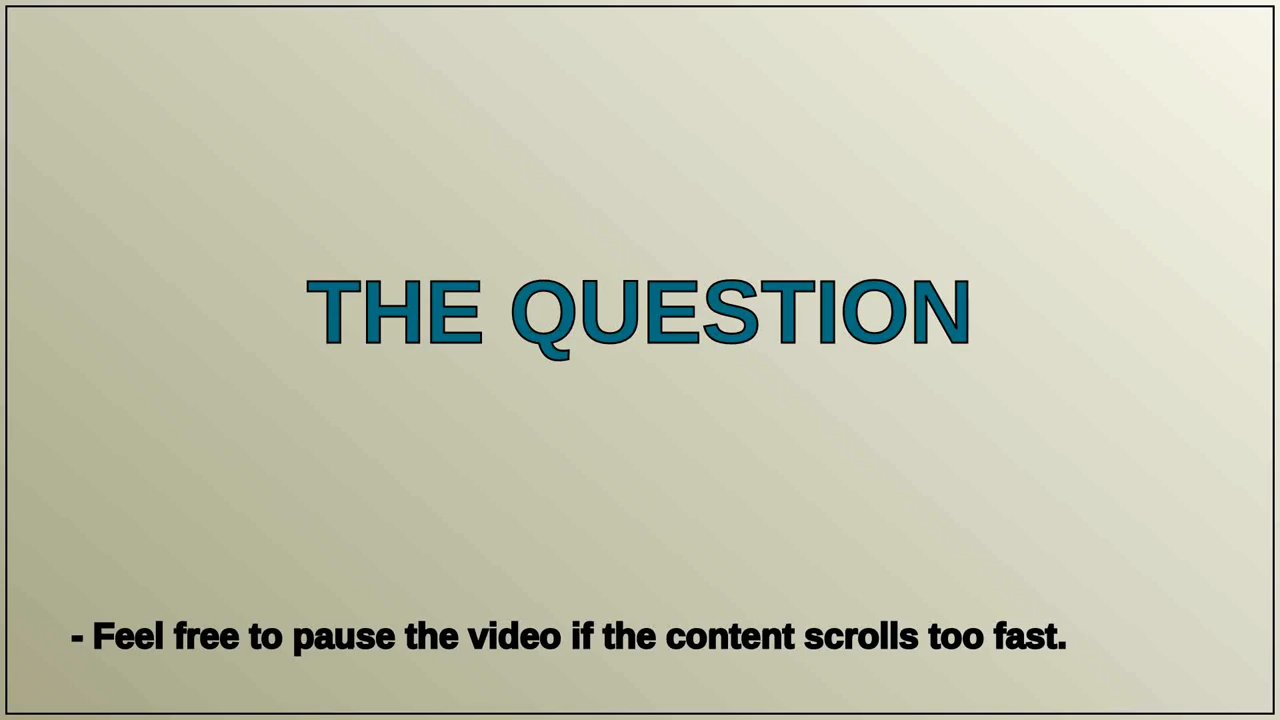 THE QUESTION
- Feel free to pause the video if the content scrolls too fast.